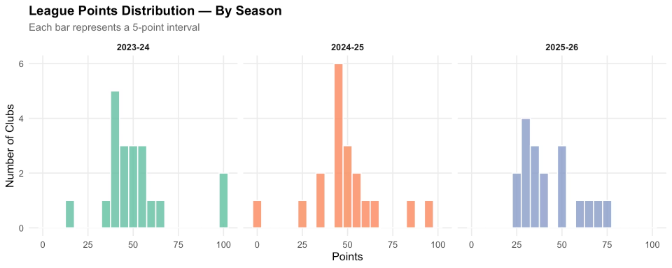 League Points Distribution — By Season
Each bar represents a 5-point interval
2023-24 2024-25 2025-26
Number of Clubs
6
4
2
0
0 25 50 75 100 0 25 50 75 100 0 25 50 75 100
Points